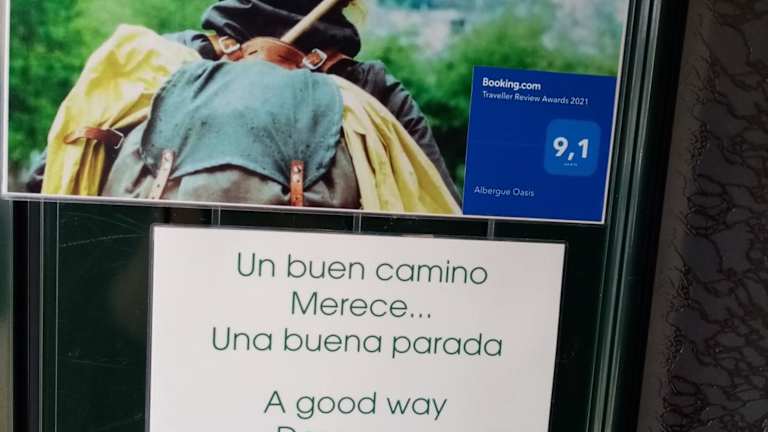 Booking.com
Traveller Review Awards 2021
9,1
Albergue Oasis
Un buen camino
Merece...
Una buena parada
A good way